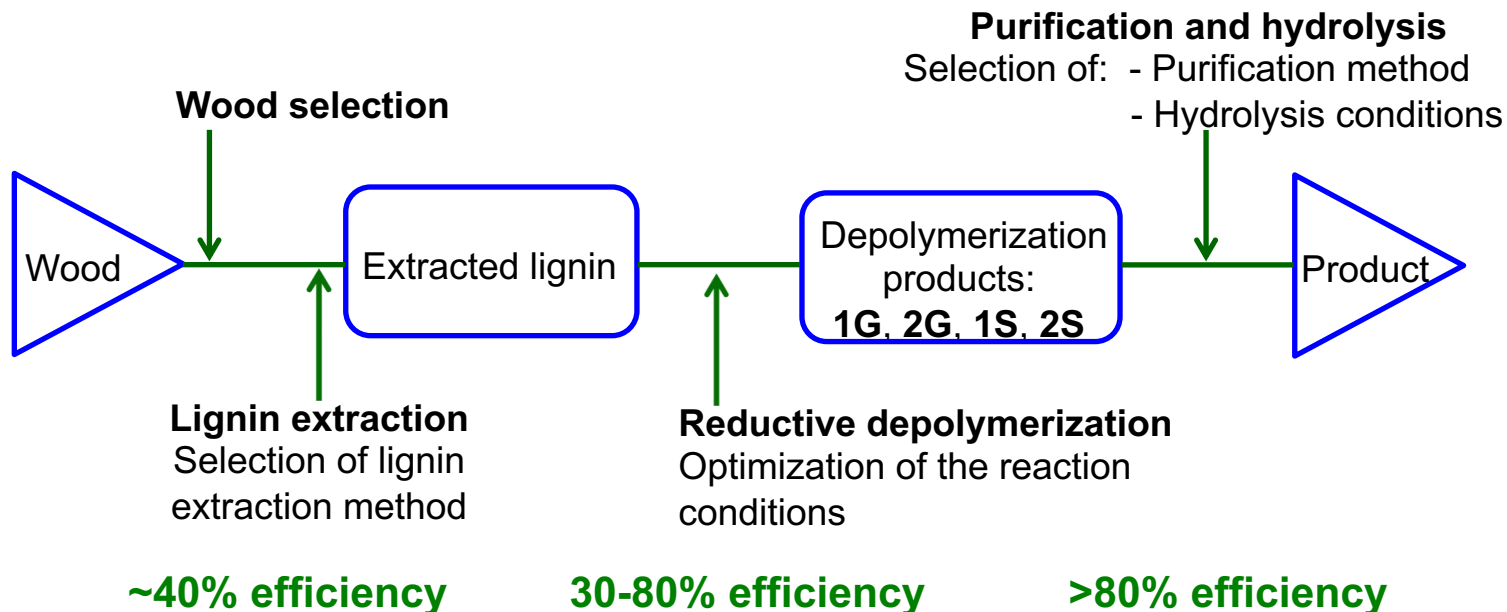 Purification and hydrolysis
Selection of: - Purification method
- Hydrolysis conditions
Wood selection
Wood
Extracted lignin
Depolymerization
products:
1G, 2G, 1S, 2S
Product
Lignin extraction
Selection of lignin
extraction method
Reductive depolymerization
Optimization of the reaction
conditions
~40% efficiency
30-80% efficiency
>80% efficiency